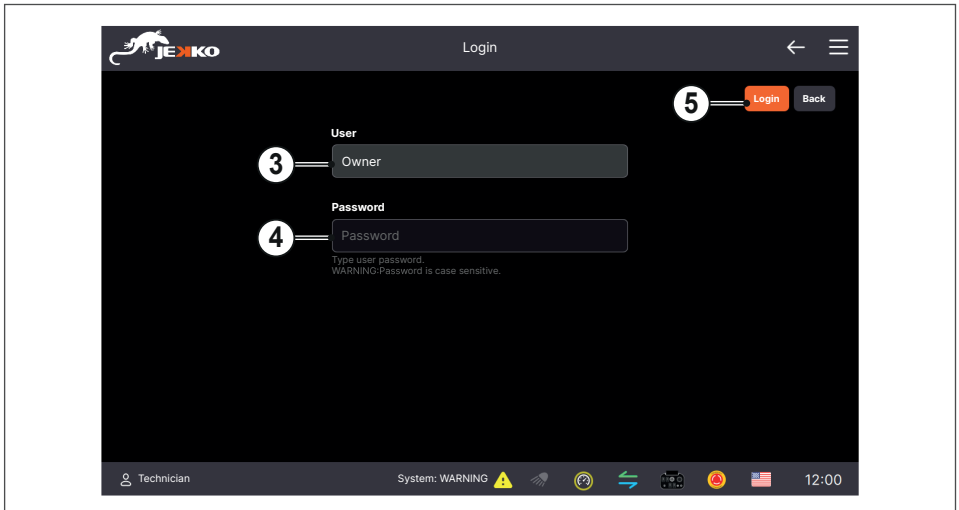 JEKKO
Login
5
Login
Back
User
3
Owner
Password
4
Password
Type user password.
WARNING:Password is case sensitive.
Technician
System: WARNING
12:00